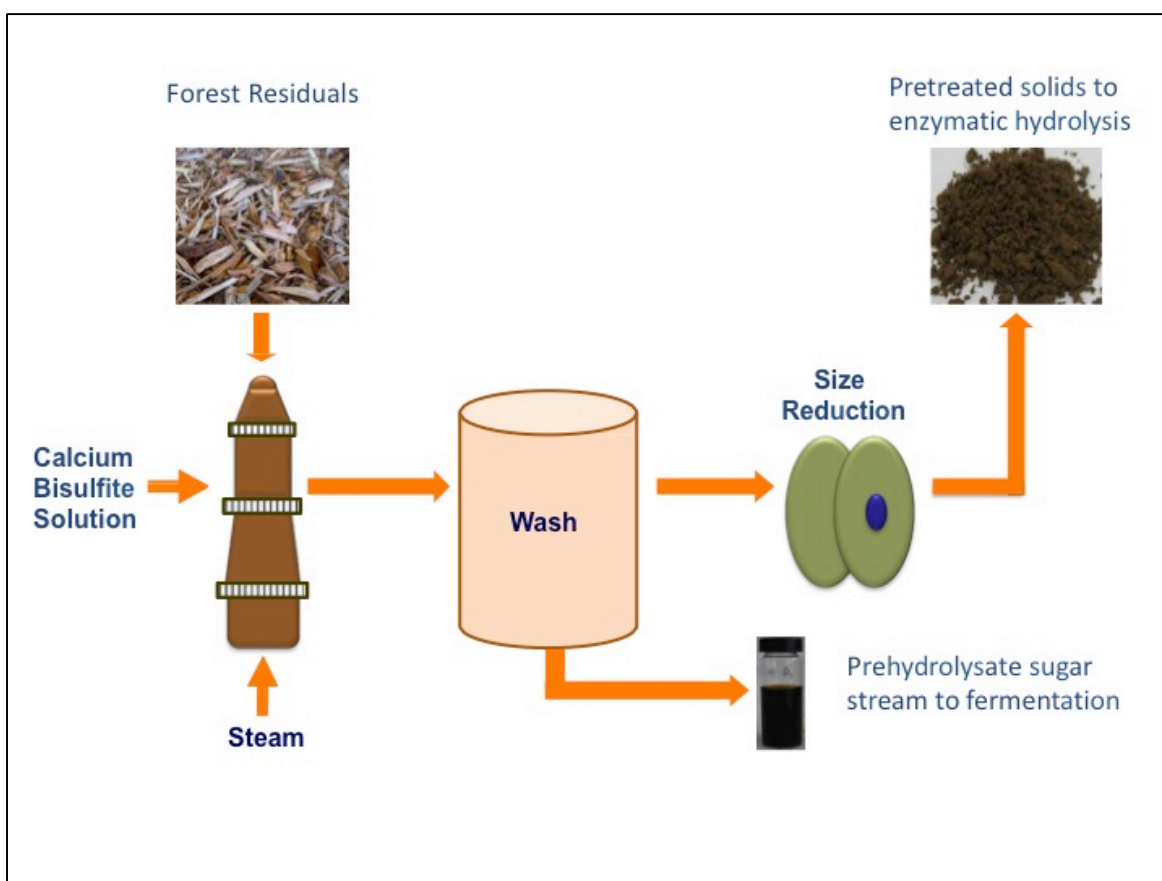 Forest Residuals
Pretreated solids to
enzymatic hydrolysis
Size
Reduction
Calcium
Bisulfite
Solution
Wash
Prehydrolysate sugar
stream to fermentation
Steam